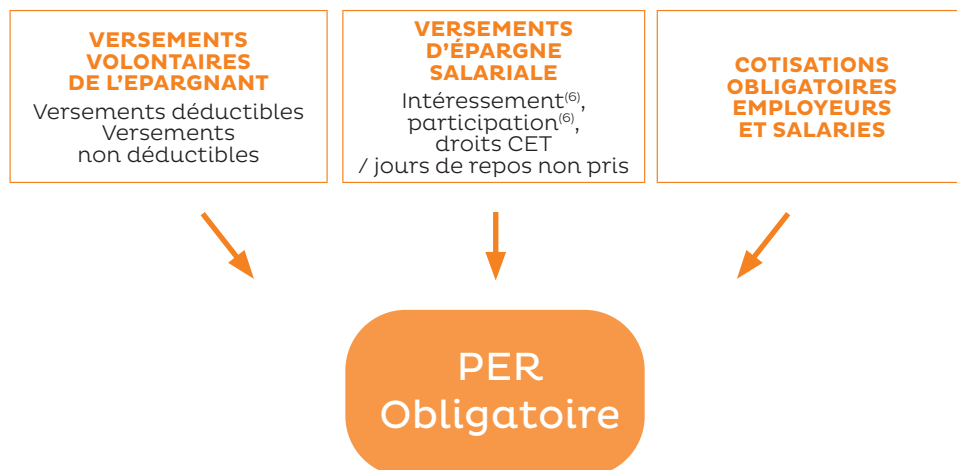 VERSEMENTS
VOLONTAIRES
DE L'EPARGNANT
Versements déductibles
Versements
non déductibles
VERSEMENTS
D'ÉPARGNE
SALARIALE
Intéressement(6),
participation(6),
droits CET
/ jours de repos non pris
COTISATIONS
OBLIGATOIRES
EMPLOYEURS
ET SALARIES
PER
Obligatoire